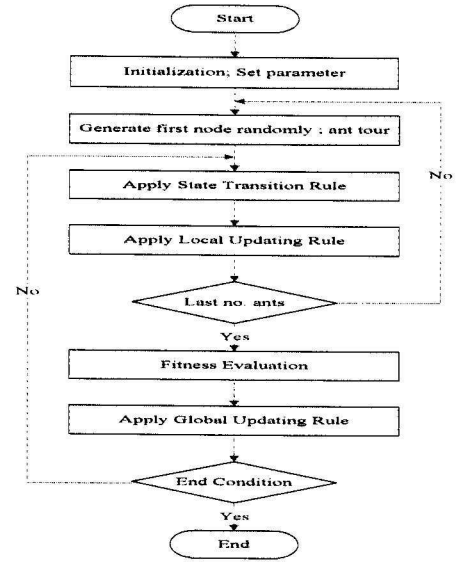 Start
Initialization; Set parameter
Generate first node randomly ; ant tour
No
Apply State Transition Rule
Apply Local Updating Rule
No
Last no. ants
Yes
Fitness Evaluation
Apply Global Updating Rule
End Condition
Yes
End